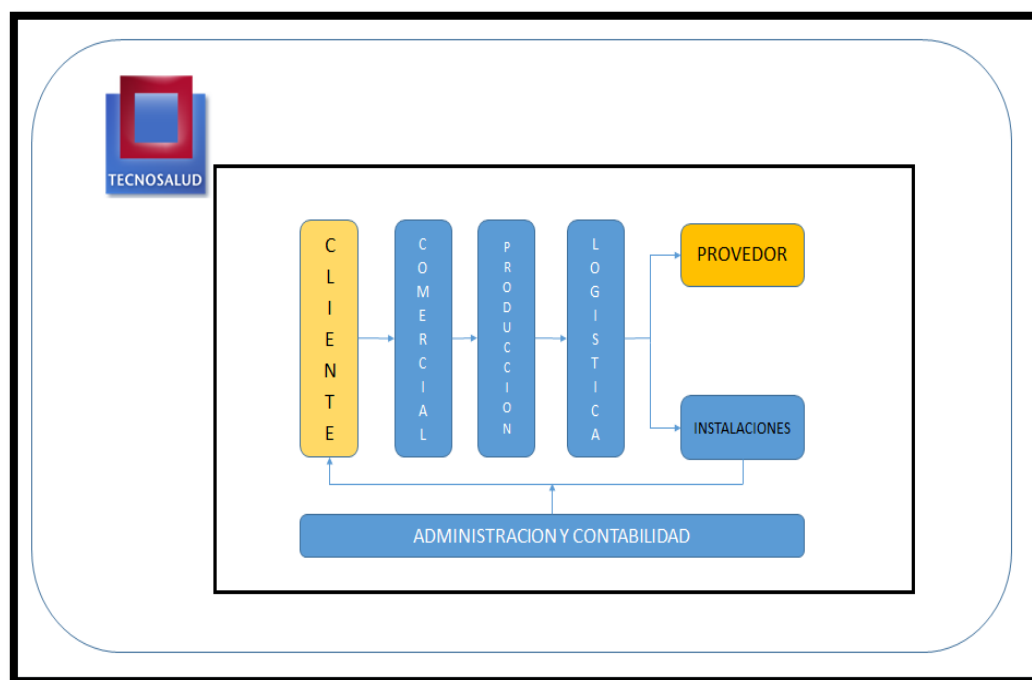 TECNOSALUD
CLIENTE
COMERCIAL
PRODUCCION
LOGISTICA
PROVEDOR
INSTALACIONES
ADMINISTRACION Y CONTABILIDAD